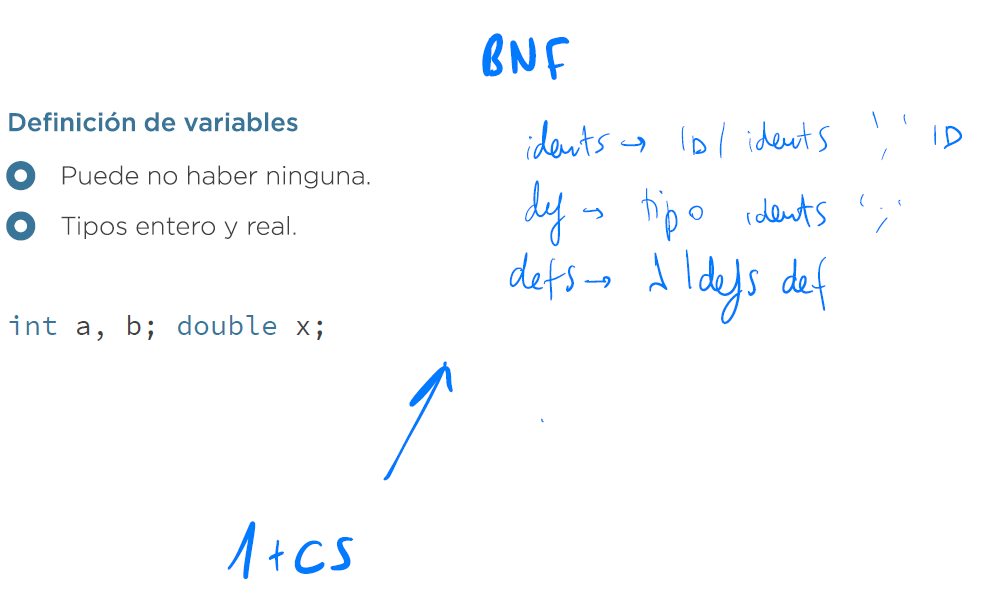 BNF
Definición de variables
idents → ID | idents ',' ID
Puede no haber ninguna.
def → tipo idents ';'
Tipos entero y real.
defs → λ | defs def
int a, b; double x;
1+CS